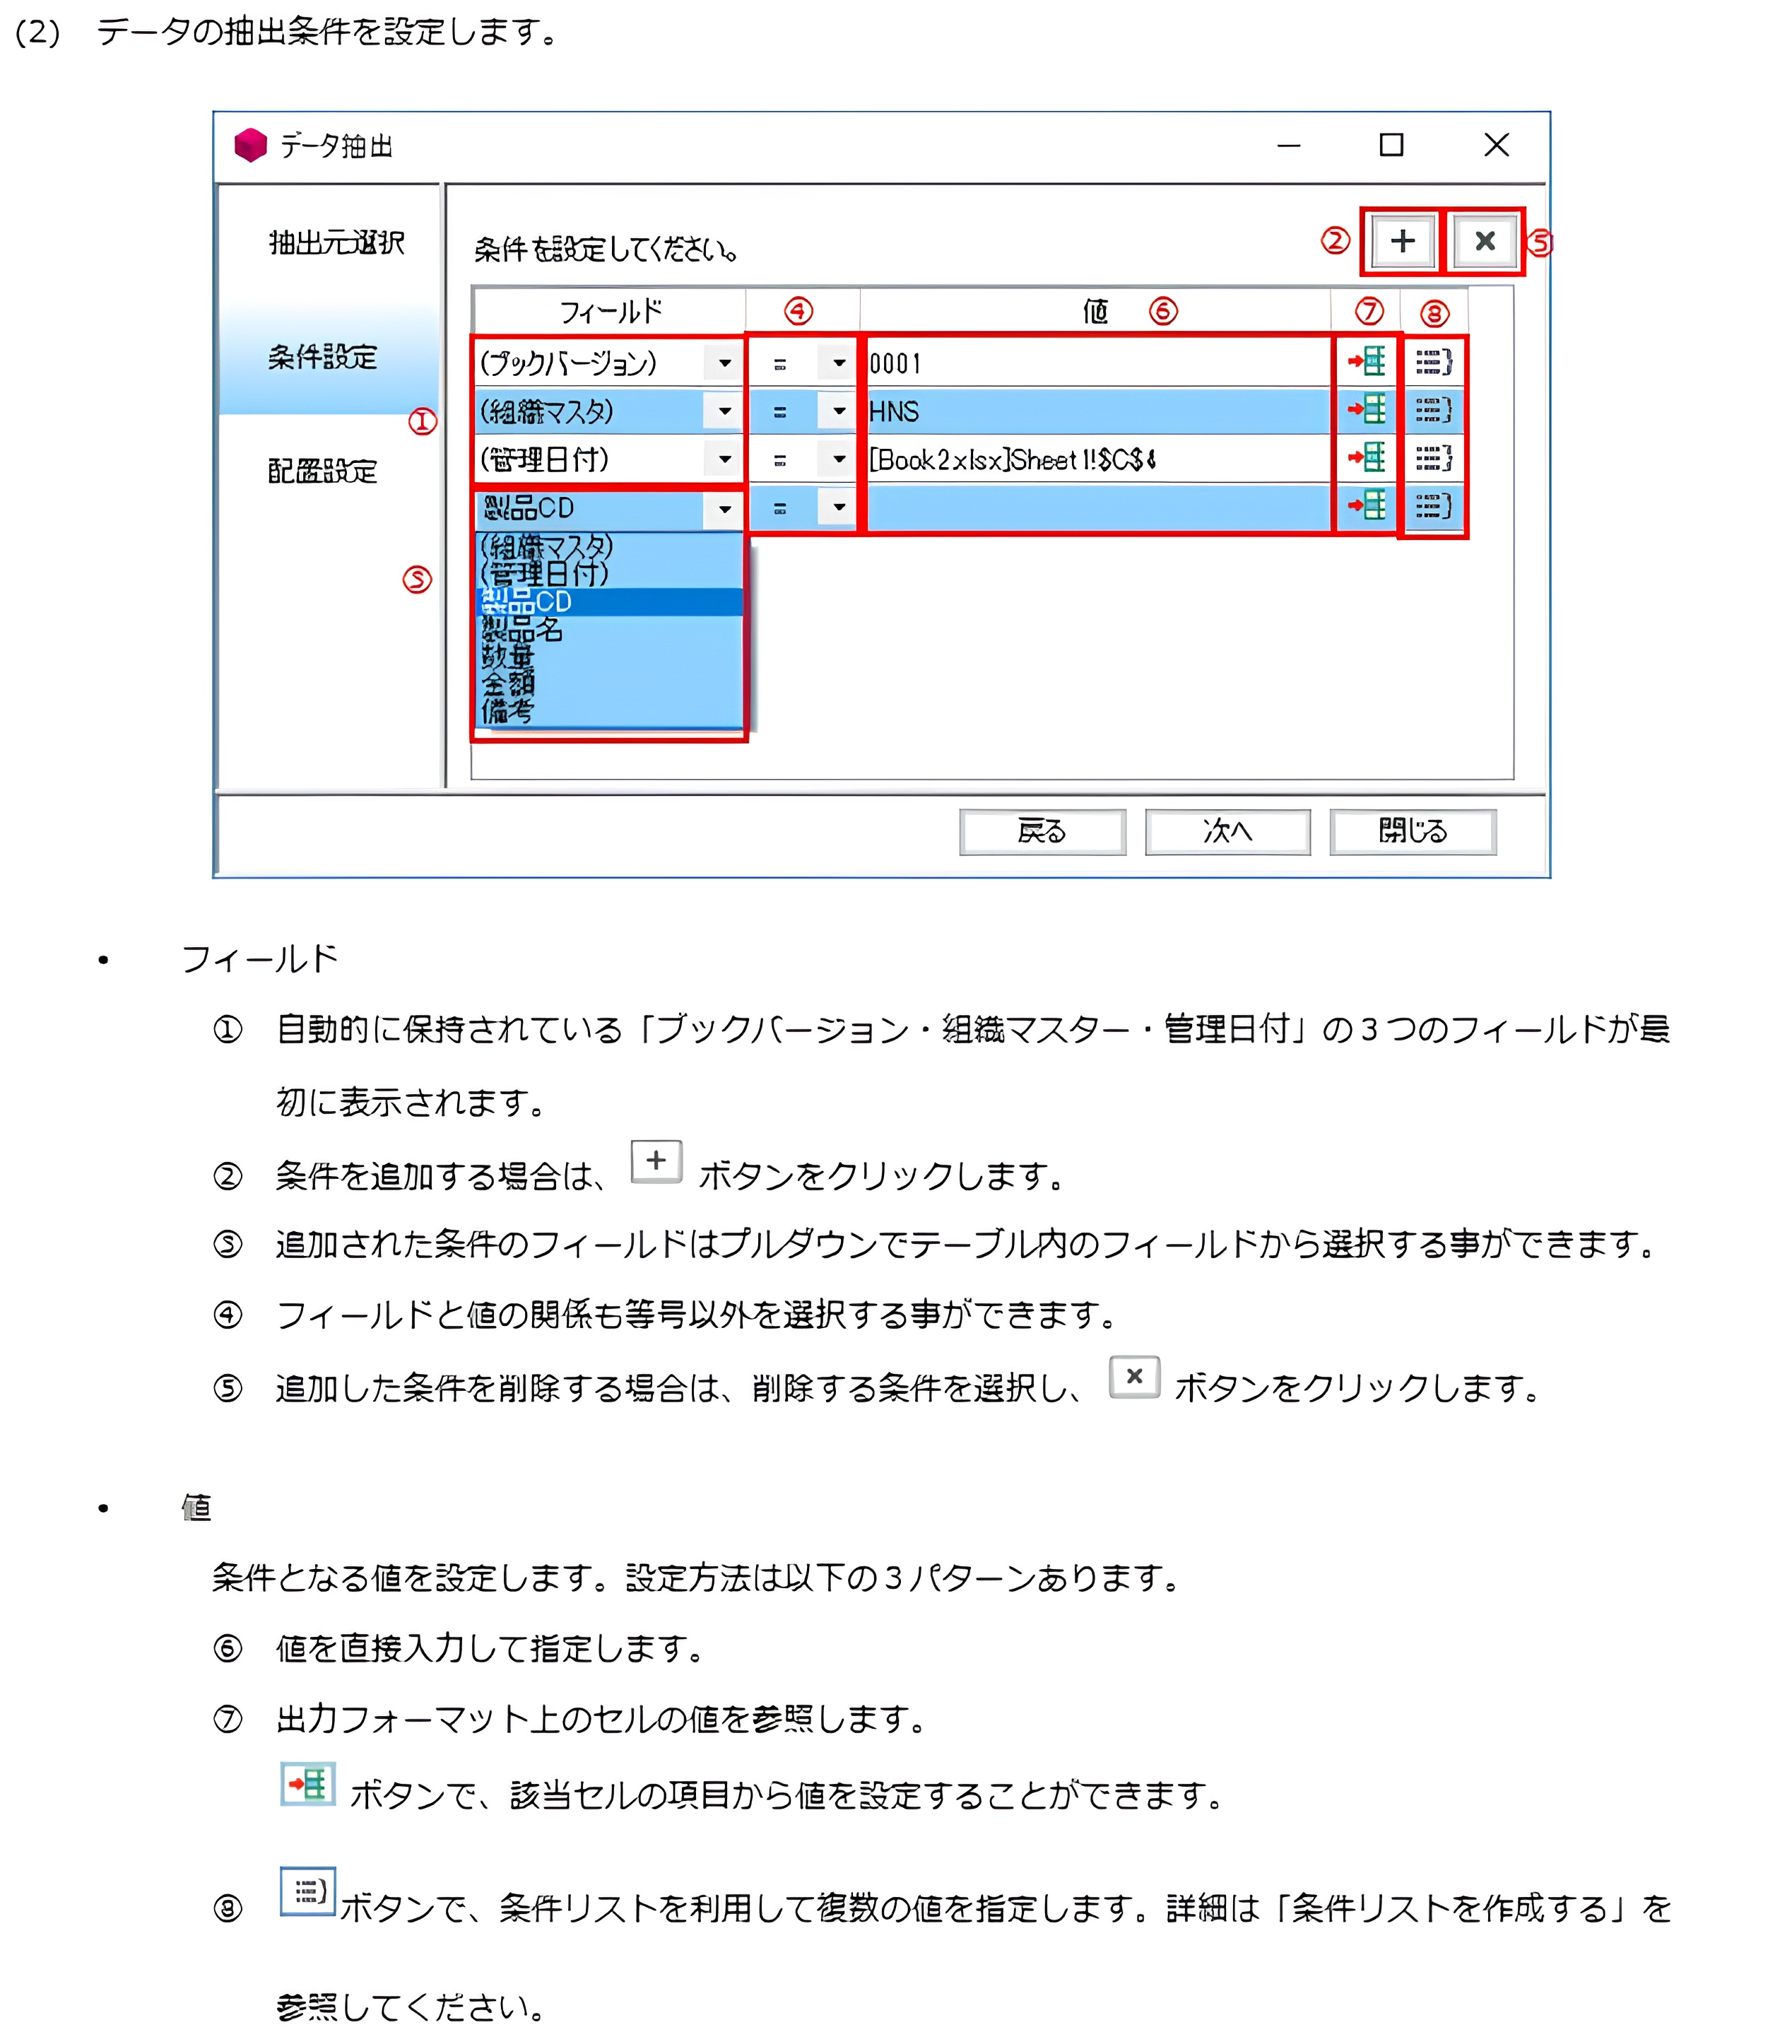 (2) データの抽出条件を設定します。
データ抽出
抽出元選択
条件を設定してください。
② + × ⑤
フィールド ④ 値 ⑥ ⑦ ⑧
条件設定
(ブックバージョン) = 0001
① (組織マスタ) = HNS
配置設定
(管理日付) = [Book2.xlsx]Sheet1!$C$
製品CD =
(組織マスタ)
③ (管理日付)
製品CD
製品名
数量
金額
備考
戻る 次へ 閉じる
• フィールド
① 自動的に保持されている「ブックバージョン・組織マスター・管理日付」の３つのフィールドが最
初に表示されます。
② 条件を追加する場合は、 + ボタンをクリックします。
③ 追加された条件のフィールドはプルダウンでテーブル内のフィールドから選択する事ができます。
④ フィールドと値の関係も等号以外を選択する事ができます。
⑤ 追加した条件を削除する場合は、削除する条件を選択し、 × ボタンをクリックします。
• 値
条件となる値を設定します。設定方法は以下の３パターンあります。
⑥ 値を直接入力して指定します。
⑦ 出力フォーマット上のセルの値を参照します。
ボタンで、該当セルの項目から値を設定することができます。
⑧ ボタンで、条件リストを利用して複数の値を指定します。詳細は「条件リストを作成する」を
参照してください。